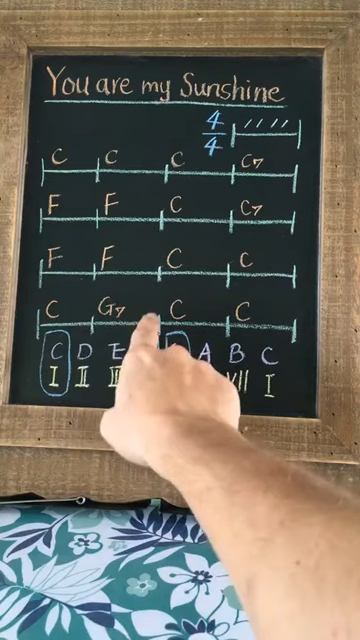 You are my Sunshine
4/4 / / / /
C C C C7
F F C C7
F F C C
C G7 C C
C D E A B C
I II VII I